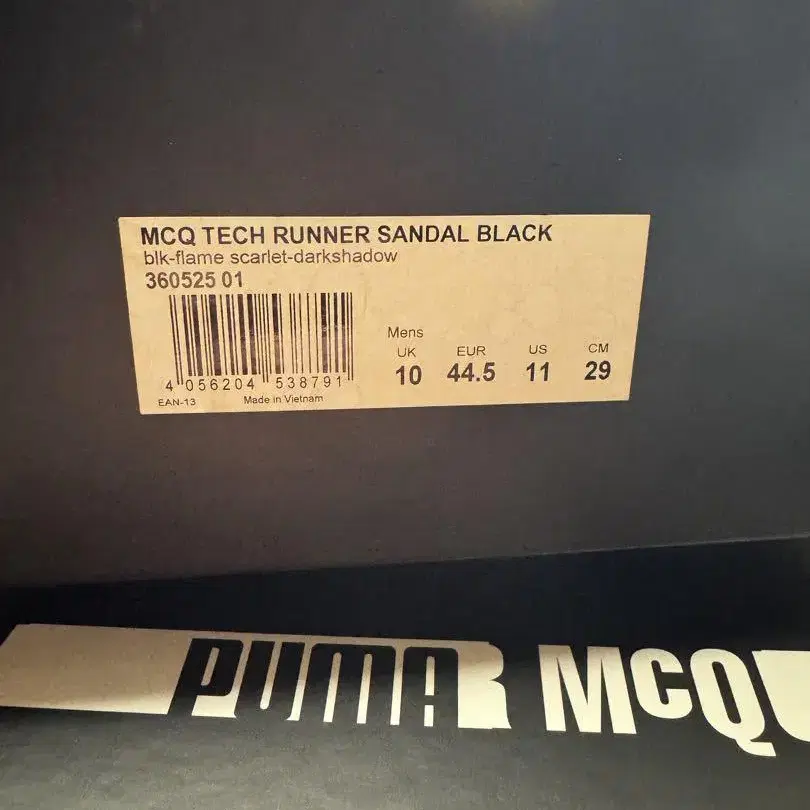 MCQ TECH RUNNER SANDAL BLACK
blk-flame scarlet-darkshadow
360525 01
Mens
UK EUR US CM
10 44.5 11 29
4 056204 538791
EAN-13 Made in Vietnam
PUMA MCQ